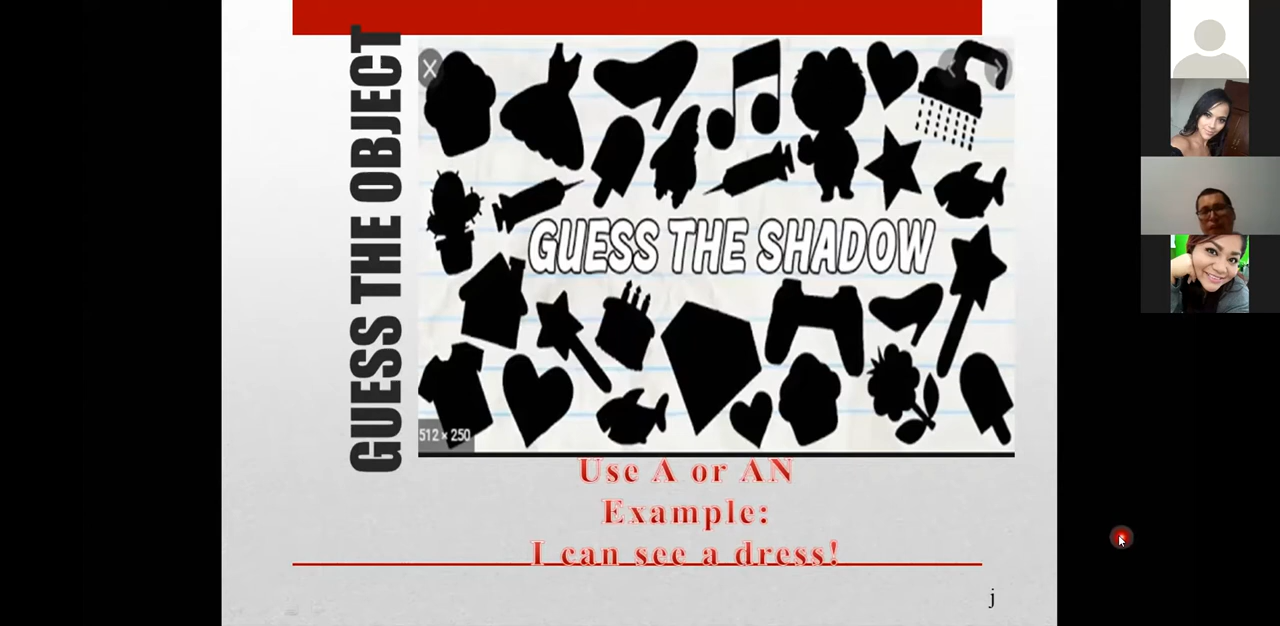 GUESS THE OBJECT
GUESS THE SHADOW
512 × 250
Use A or AN
Example:
I can see a dress!
j